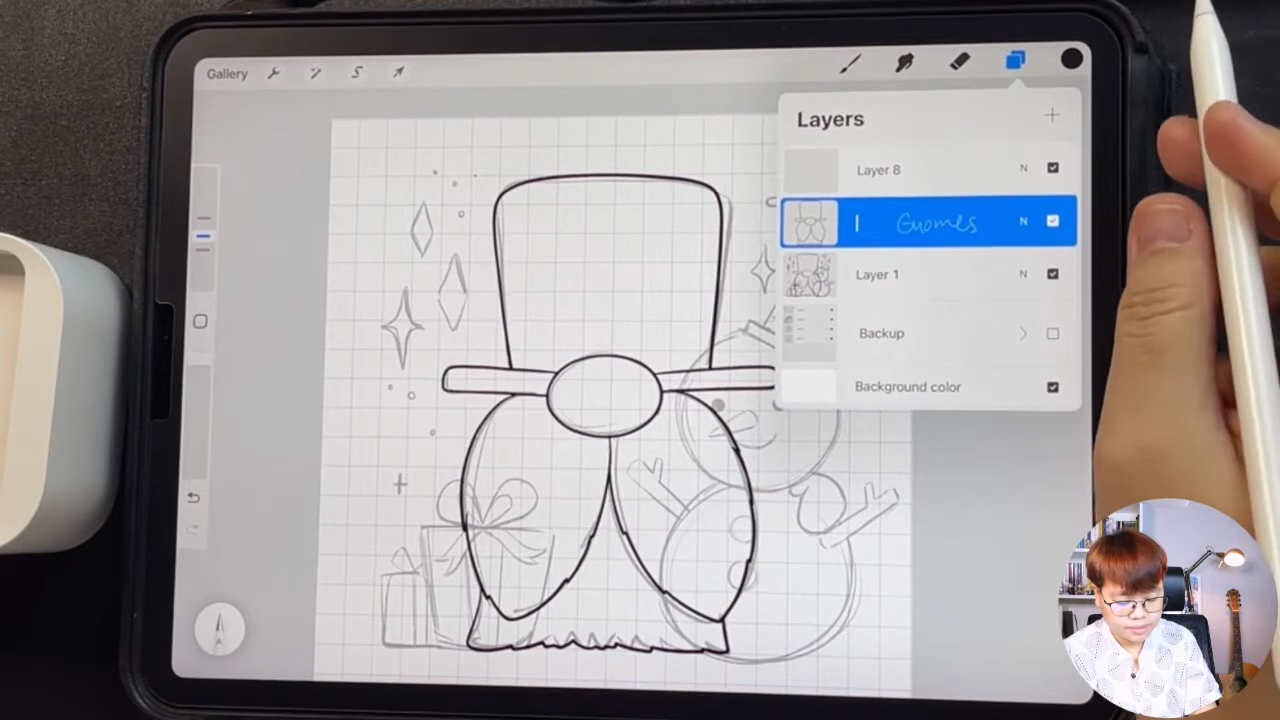 Gallery
Layers
Layer 8 N
Gnomes N
Layer 1 N
Backup
Background color